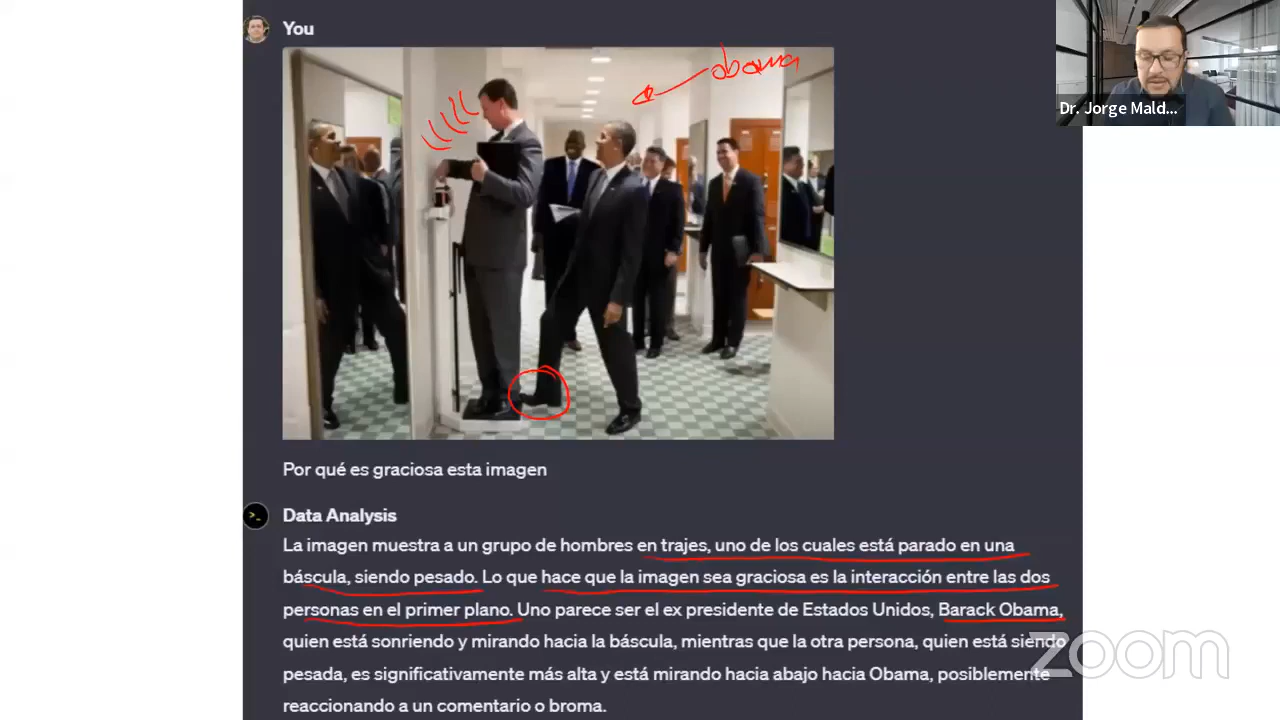 You
obama
Dr. Jorge Mald...
Por qué es graciosa esta imagen
Data Analysis
La imagen muestra a un grupo de hombres en trajes, uno de los cuales está parado en una
báscula, siendo pesado. Lo que hace que la imagen sea graciosa es la interacción entre las dos
personas en el primer plano. Uno parece ser el ex presidente de Estados Unidos, Barack Obama,
quien está sonriendo y mirando hacia la báscula, mientras que la otra persona, quien está siendo
pesada, es significativamente más alta y está mirando hacia abajo hacia Obama, posiblemente
reaccionando a un comentario o broma.
zoom